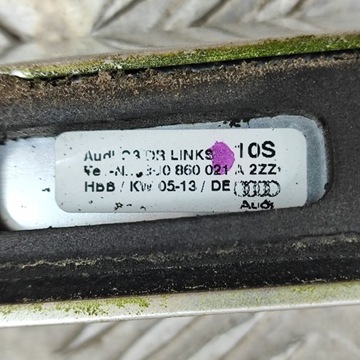 Audi Q3 DR LINKS 10S
860 021 A 2ZZ
HBB / KW 05-13 / DE
Audi